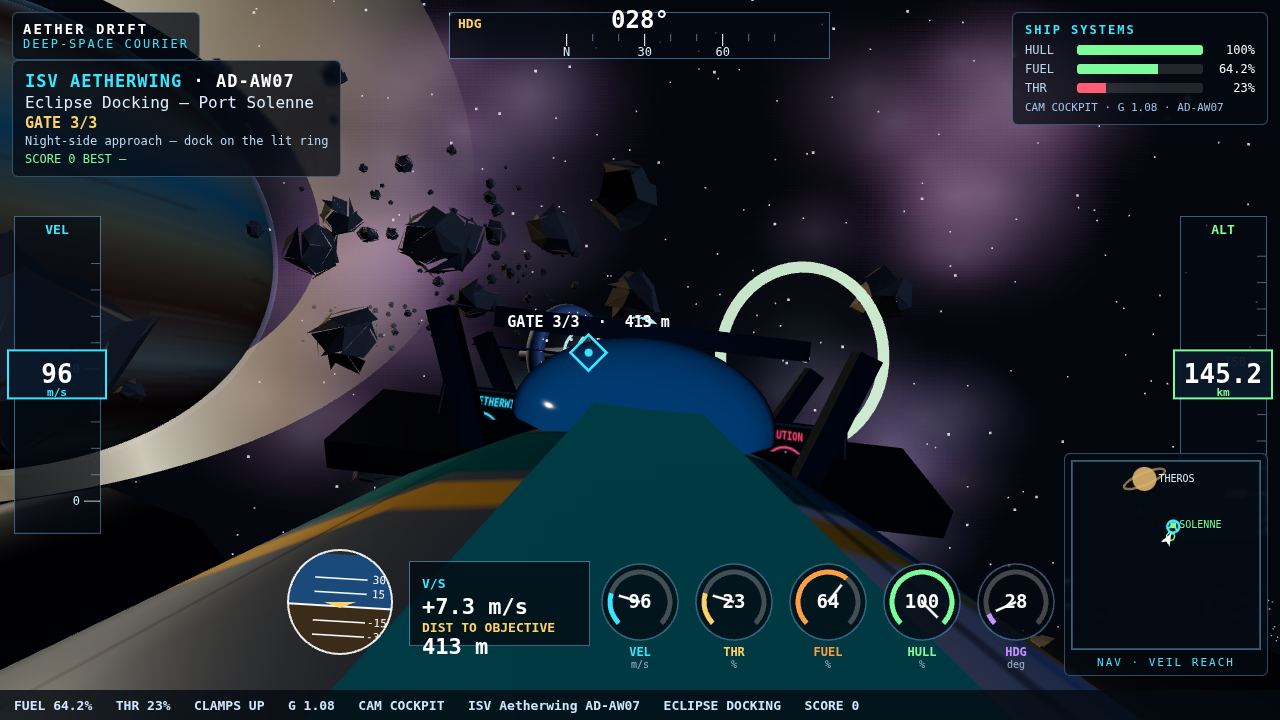 AETHER DRIFT
DEEP-SPACE COURIER
ISV AETHERWING · AD-AW07
Eclipse Docking — Port Solenne
GATE 3/3
Night-side approach — dock on the lit ring
SCORE 0 BEST —
HDG
028°
N 30 60
SHIP SYSTEMS
HULL 100%
FUEL 64.2%
THR 23%
CAM COCKPIT · G 1.08 · AD-AW07
VEL
96
m/s
0
ALT
145.2
km
GATE 3/3 · 413 m
ETHERWI
UTION
THEROS
SOLENNE
NAV · VEIL REACH
30
15
-15
V/S
+7.3 m/s
DIST TO OBJECTIVE
413 m
96
VEL
m/s
23
THR
%
64
FUEL
%
100
HULL
%
28
HDG
deg
FUEL 64.2% THR 23% CLAMPS UP G 1.08 CAM COCKPIT ISV Aetherwing AD-AW07 ECLIPSE DOCKING SCORE 0